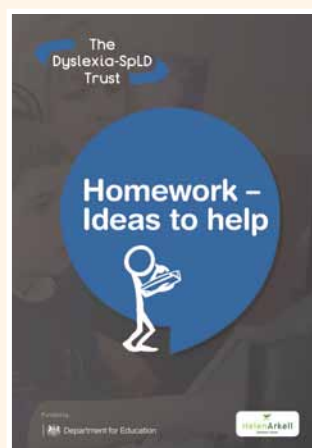 The
Dyslexia-SpLD
Trust
Homework –
Ideas to help
Department for Education
HelenArkell